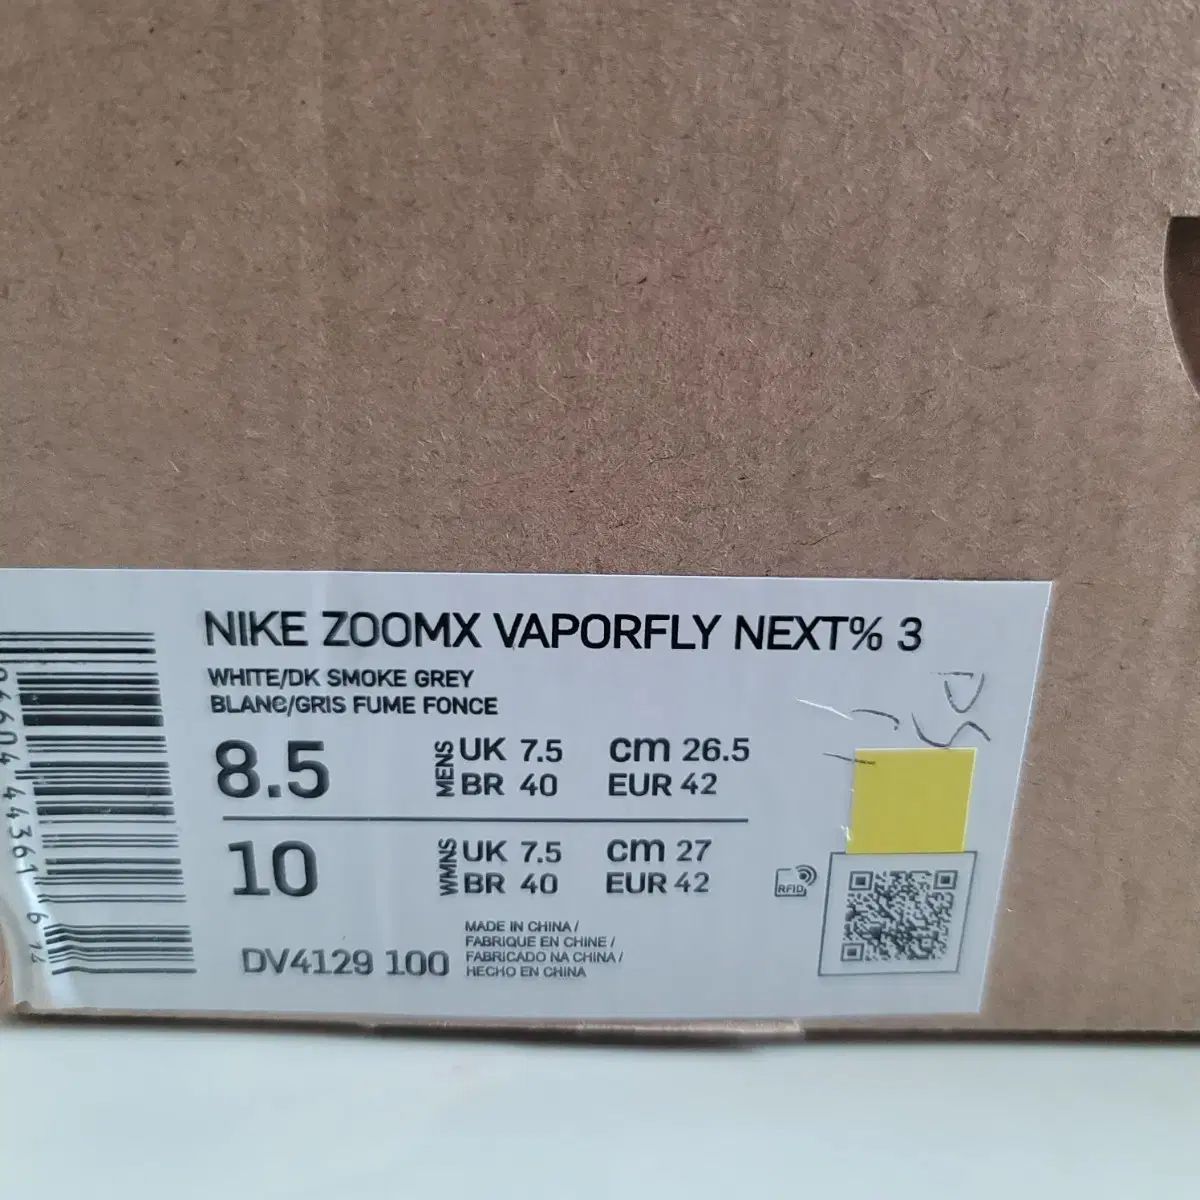 NIKE ZOOMX VAPORFLY NEXT% 3
WHITE/DK SMOKE GREY
BLANC/GRIS FUME FONCE
8.5
MENS
UK 7.5 cm 26.5
BR 40 EUR 42
10
WMNS
UK 7.5 cm 27
BR 40 EUR 42
RFID
DV4129 100
MADE IN CHINA /
FABRIQUE EN CHINE /
FABRICADO NA CHINA /
HECHO EN CHINA